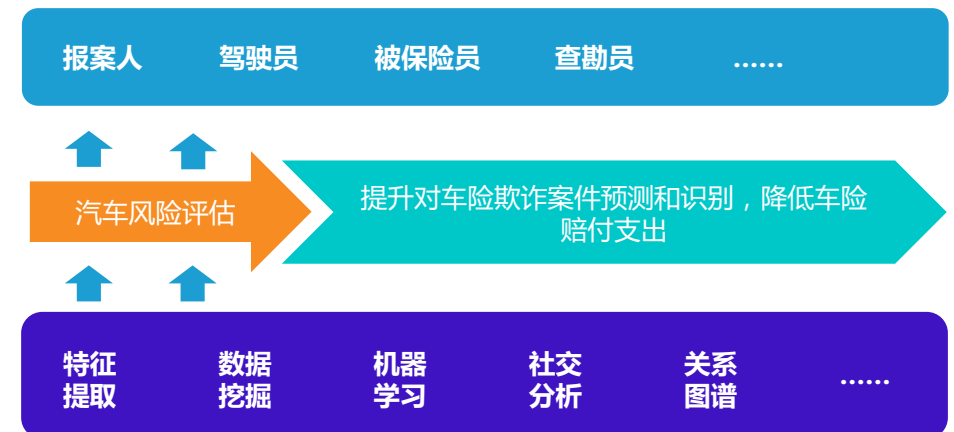 报案人 驾驶员 被保险员 查勘员 ......
汽车风险评估
提升对车险欺诈案件预测和识别，降低车险
赔付支出
特征 数据 机器 社交 关系
提取 挖掘 学习 分析 图谱 ......